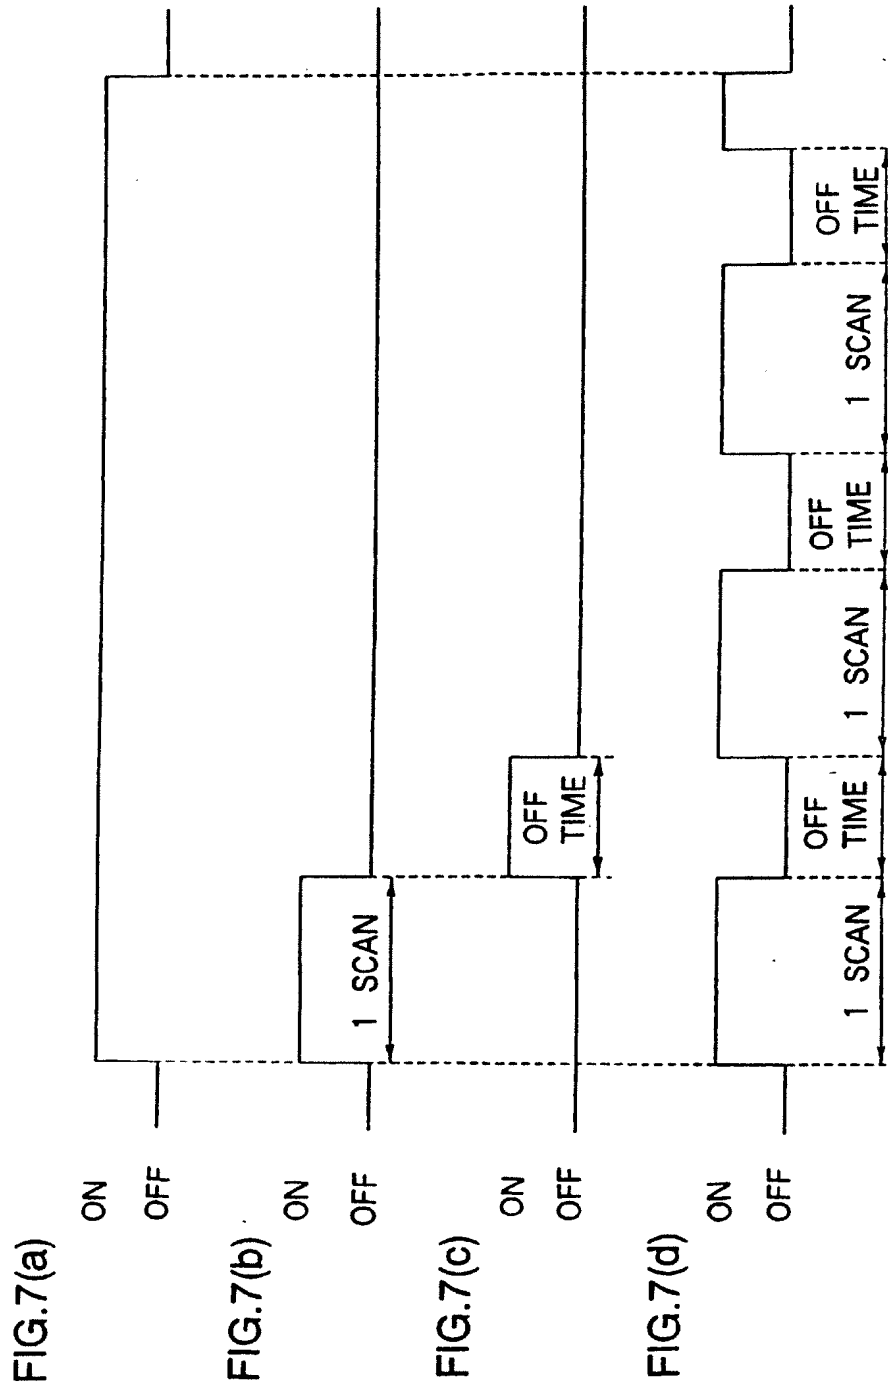 FIG.7(a)
ON
OFF
FIG.7(b)
ON
OFF
1 SCAN
FIG.7(c)
ON
OFF
OFF
TIME
FIG.7(d)
ON
OFF
1 SCAN
OFF
TIME
1 SCAN
OFF
TIME
1 SCAN
OFF
TIME